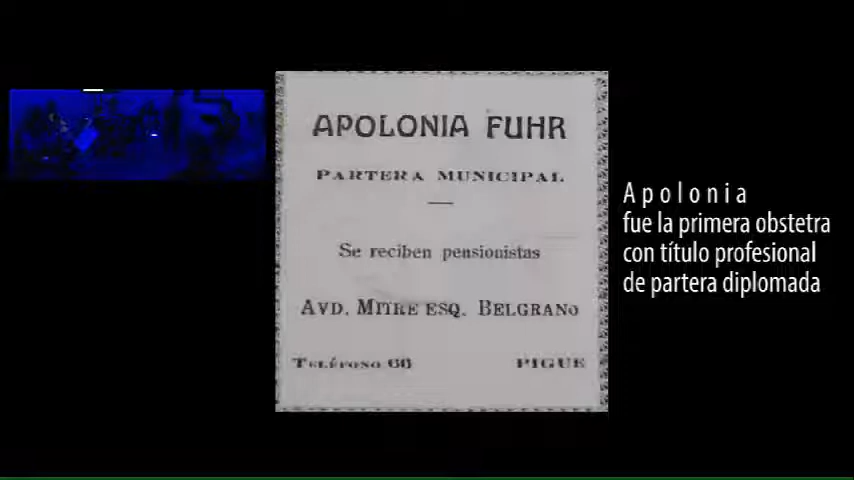 APOLONIA FUHR
PARTERA MUNICIPAL
Se reciben pensionistas
AVD. MITRE ESQ. BELGRANO
TELÉFONO 66 PIGUE
Apolonia
fue la primera obstetra
con título profesional
de partera diplomada